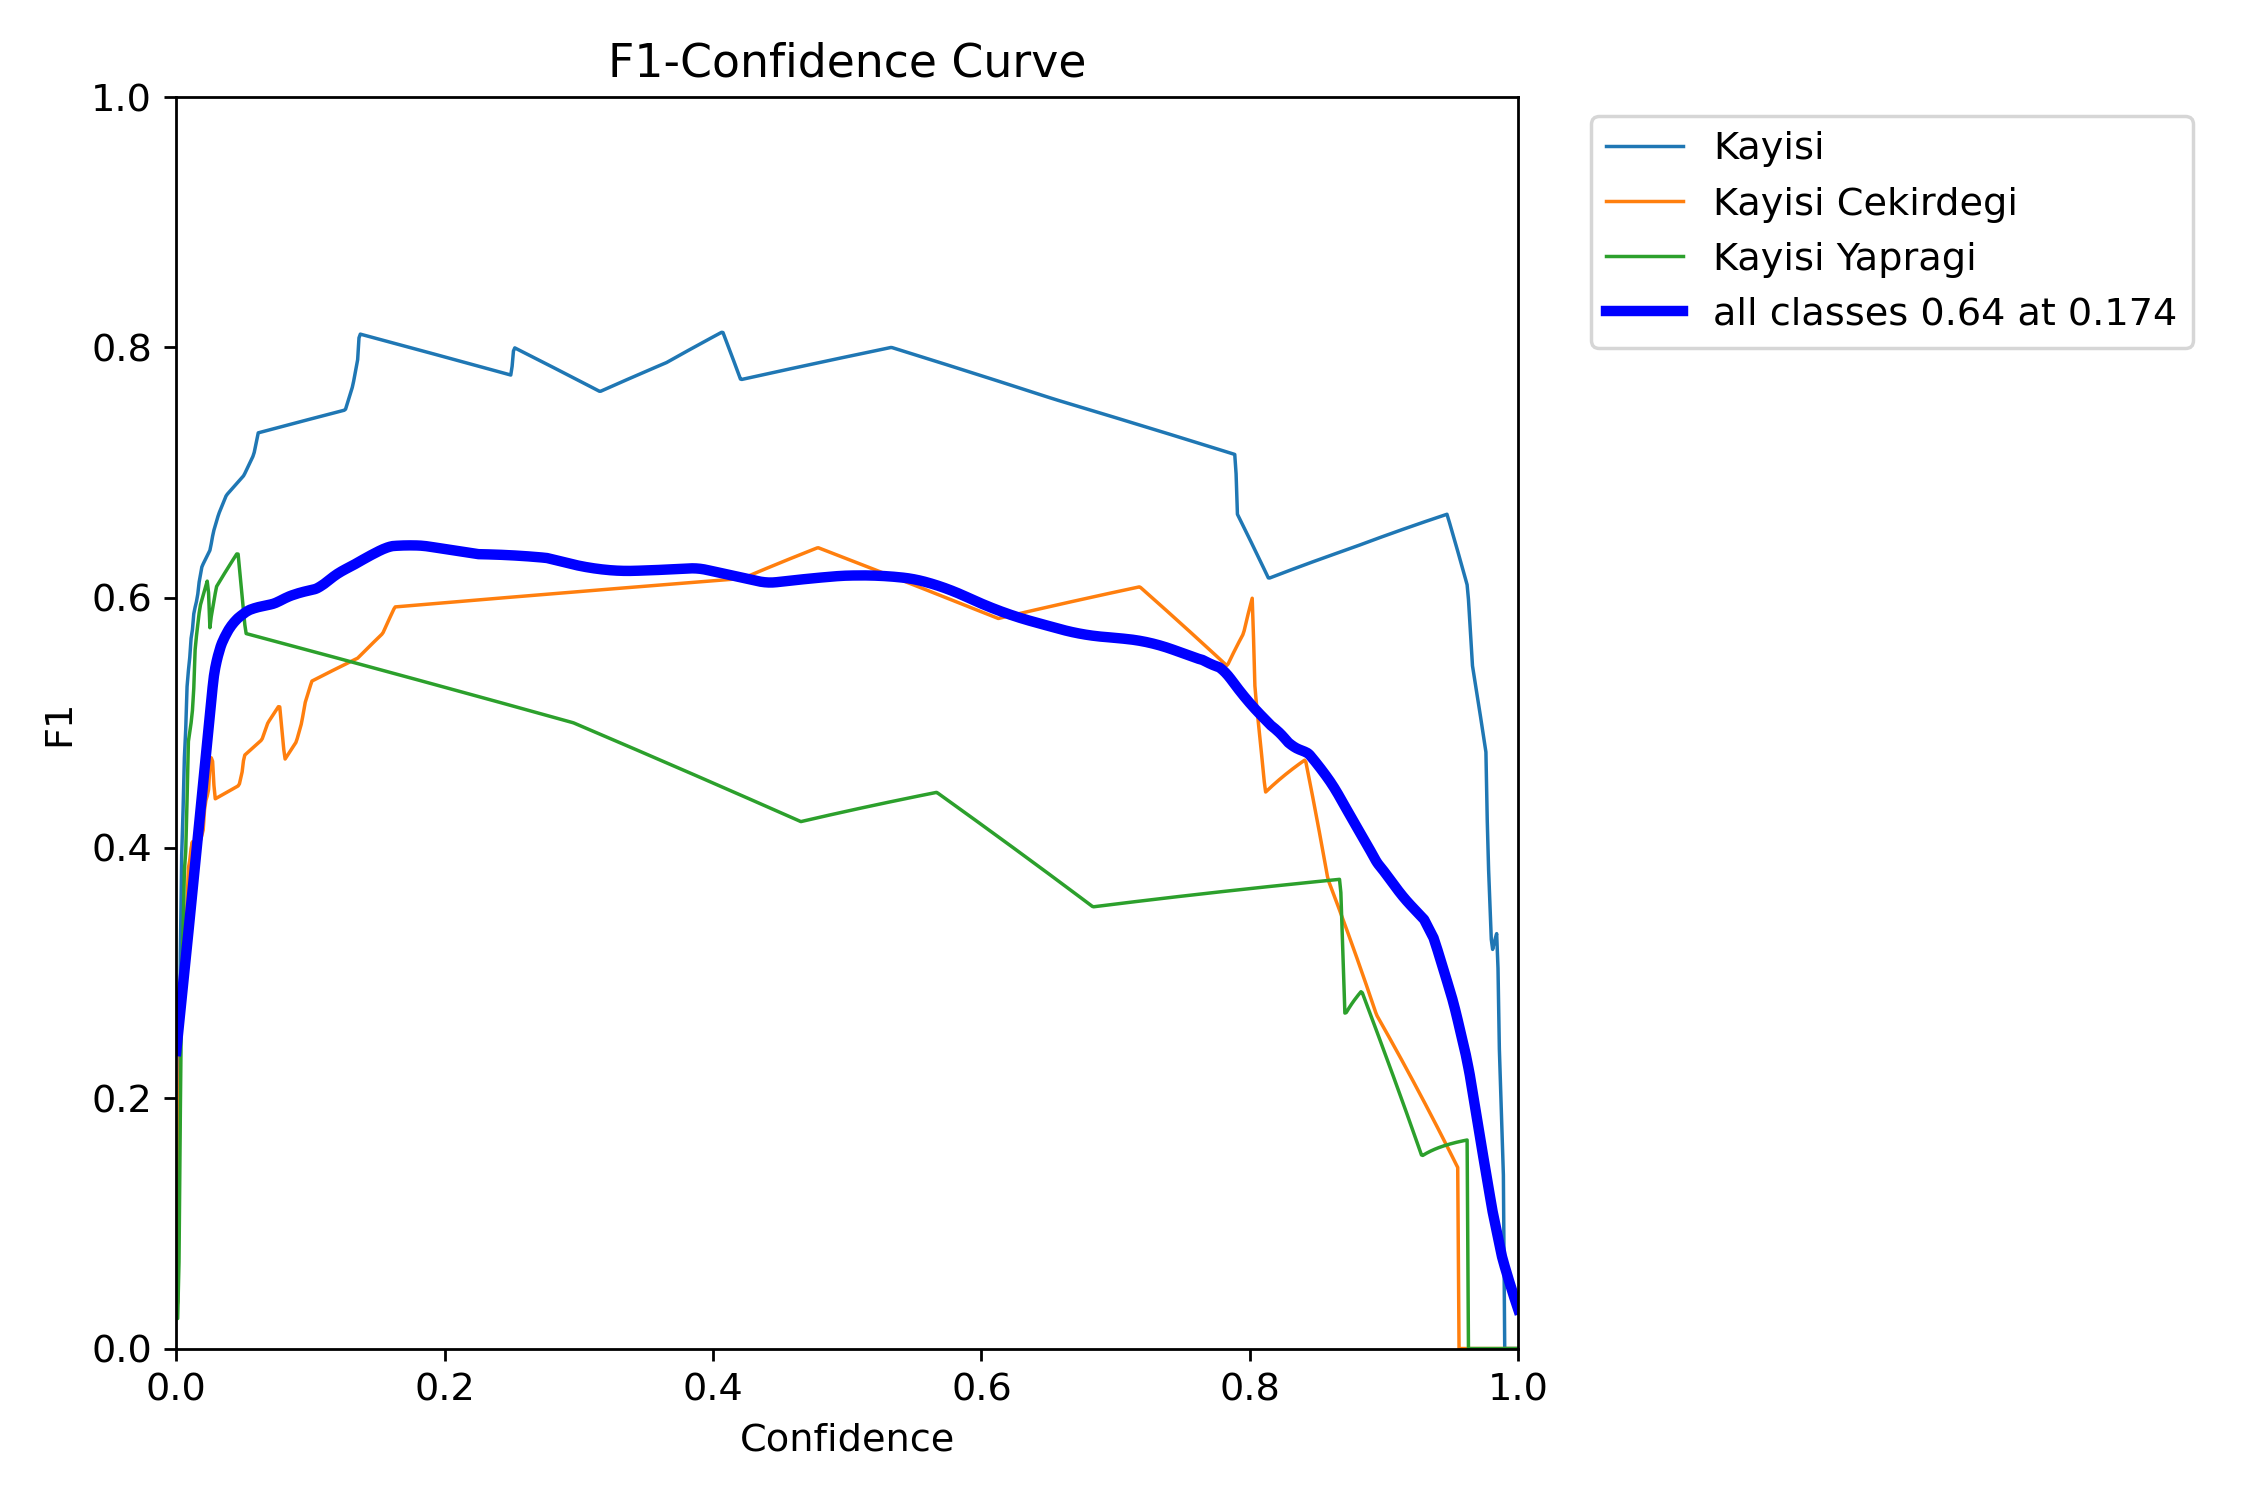 F1-Confidence Curve
1.0
0.8
0.6
0.4
0.2
0.0
F1
0.0 0.2 0.4 0.6 0.8 1.0
Confidence
Kayisi
Kayisi Cekirdegi
Kayisi Yapragi
all classes 0.64 at 0.174